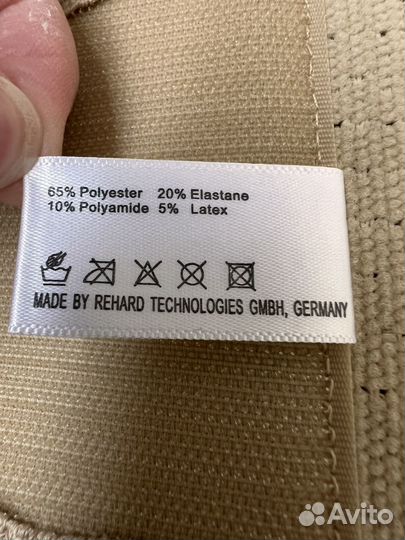 65% Polyester 20% Elastane
10% Polyamide 5% Latex
MADE BY REHARD TECHNOLOGIES GMBH, GERMANY
Avito